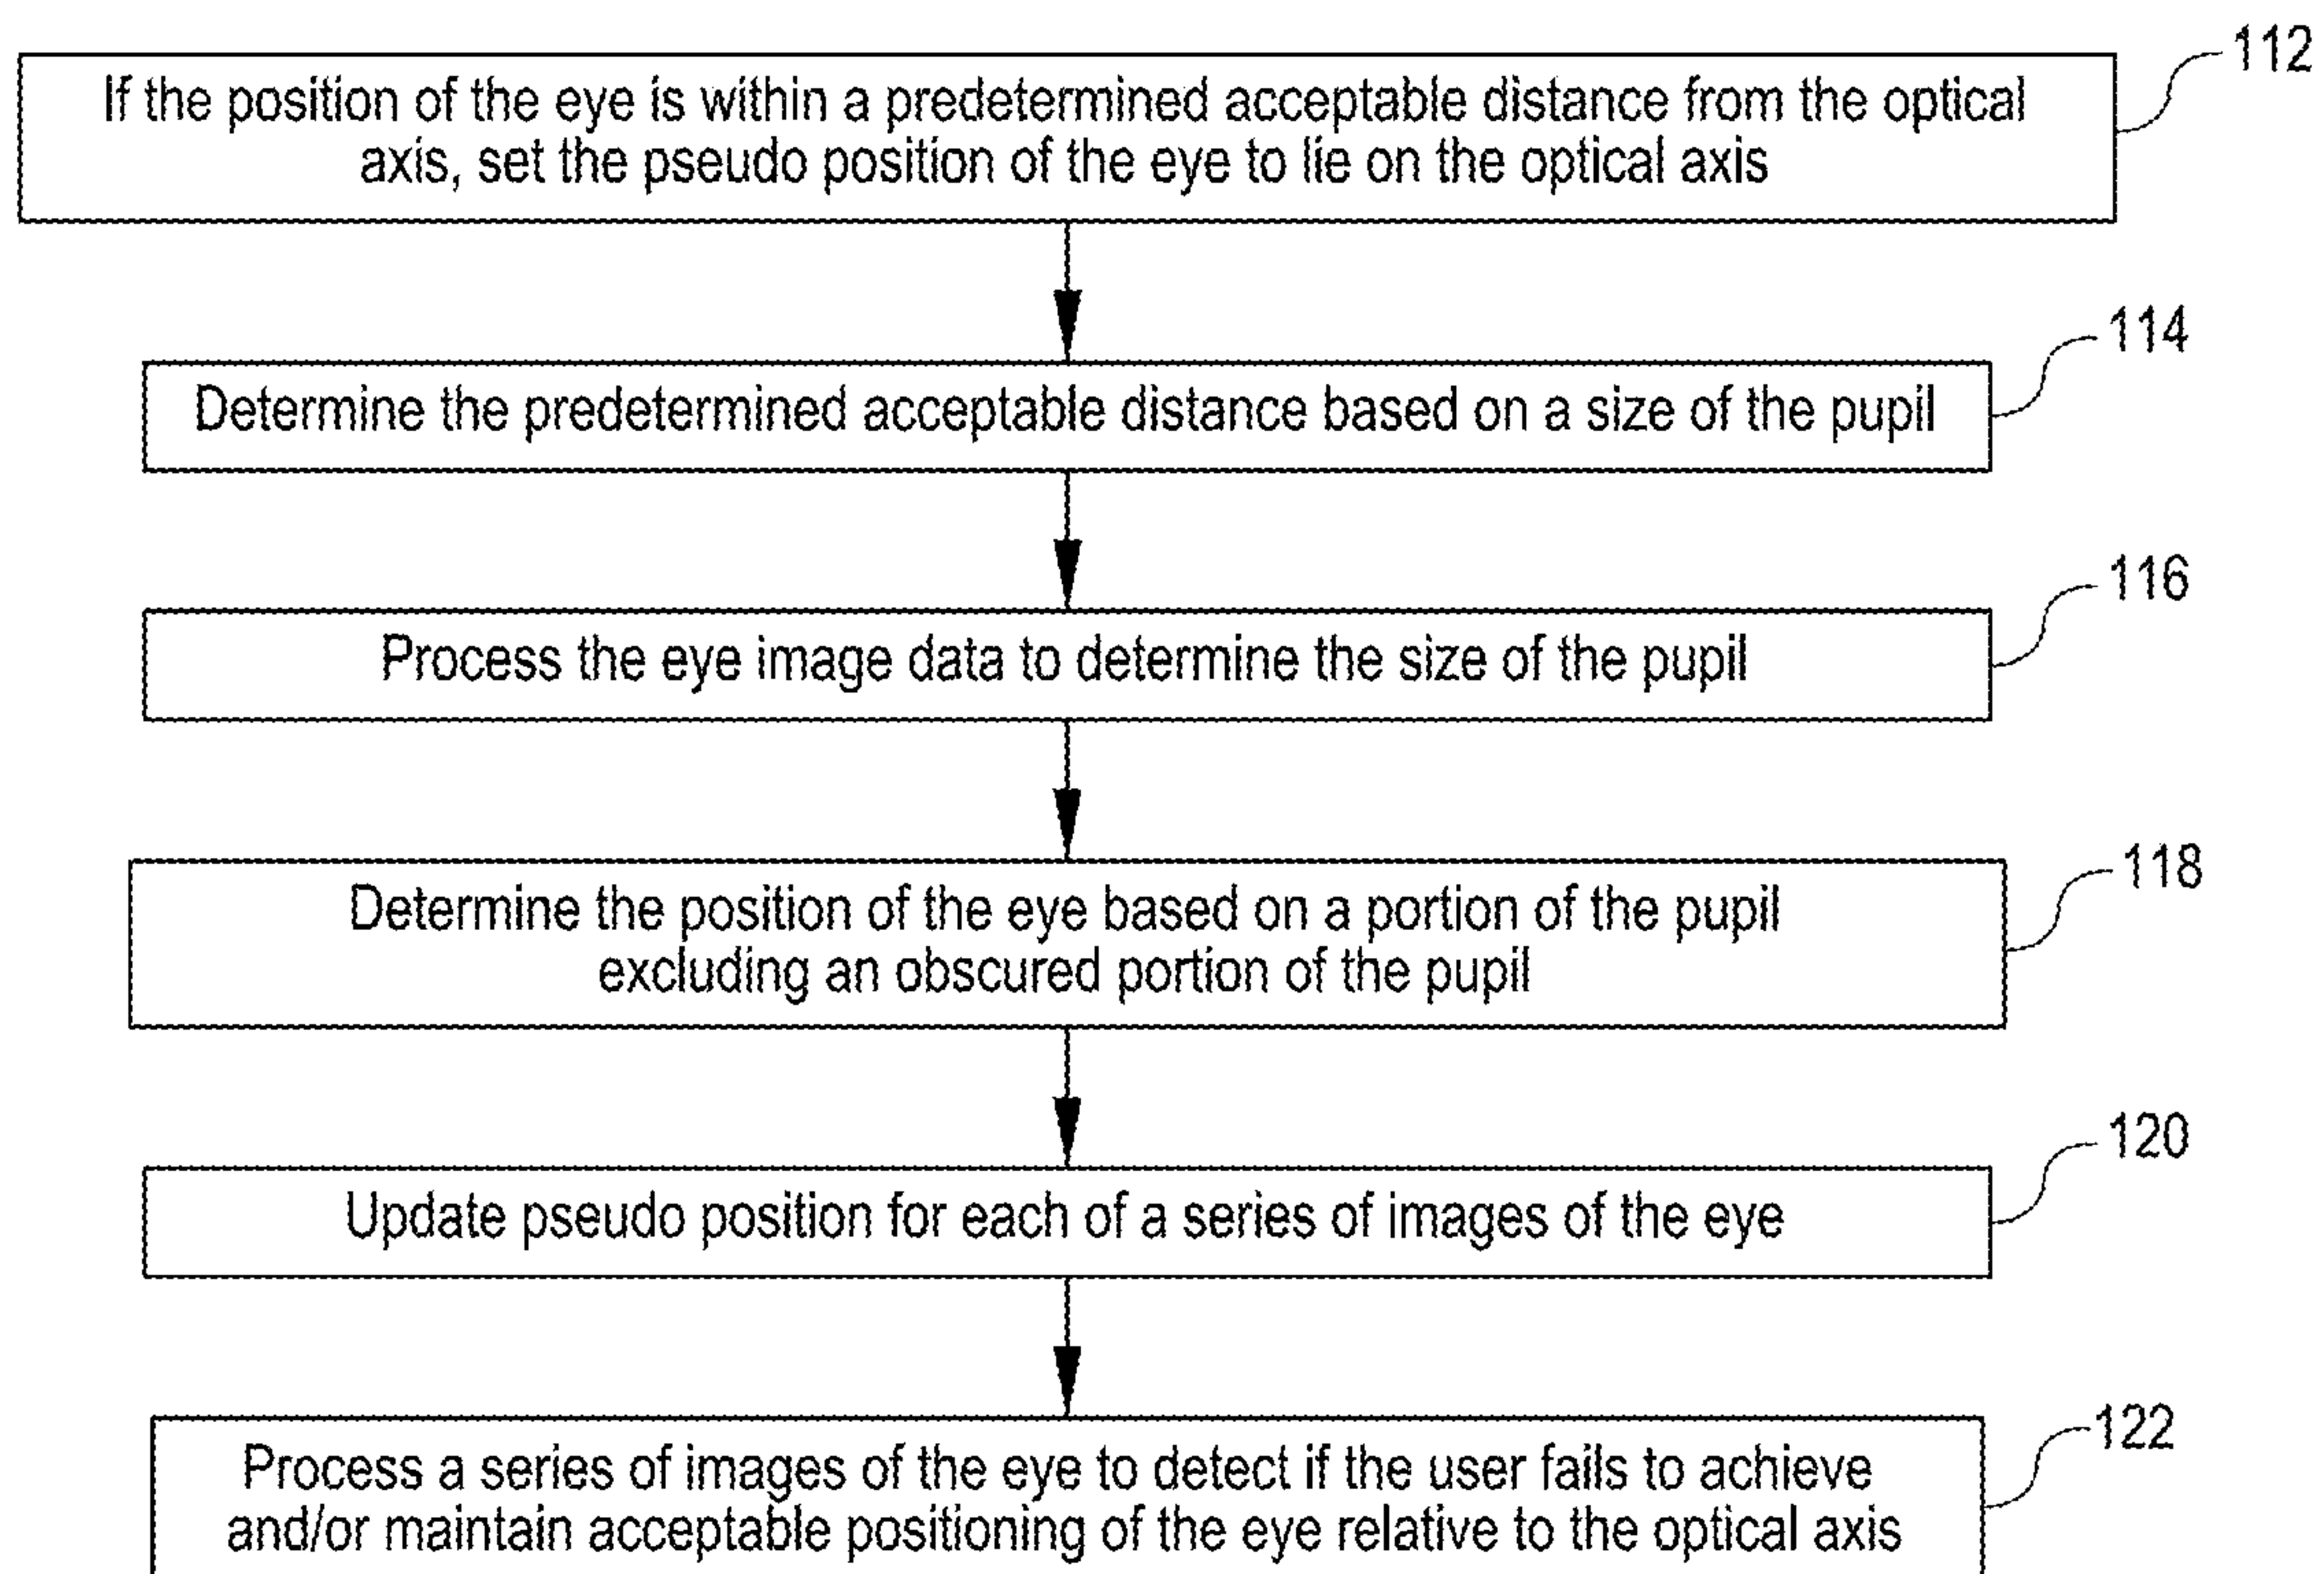 112
If the position of the eye is within a predetermined acceptable distance from the optical
axis, set the pseudo position of the eye to lie on the optical axis
114
Determine the predetermined acceptable distance based on a size of the pupil
116
Process the eye image data to determine the size of the pupil
118
Determine the position of the eye based on a portion of the pupil
excluding an obscured portion of the pupil
120
Update pseudo position for each of a series of images of the eye
122
Process a series of images of the eye to detect if the user fails to achieve
and/or maintain acceptable positioning of the eye relative to the optical axis